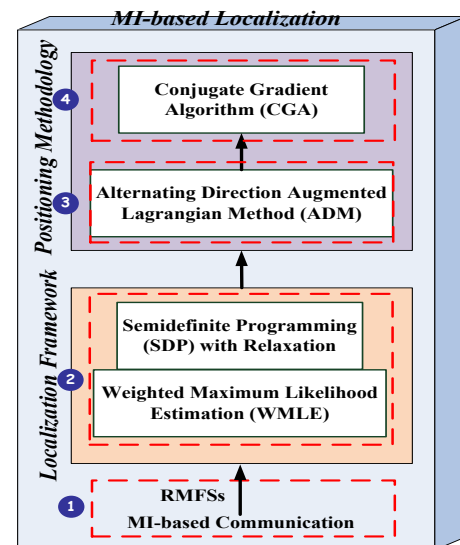 MI-based Localization
Positioning Methodology
4
Conjugate Gradient
Algorithm (CGA)
3
Alternating Direction Augmented
Lagrangian Method (ADM)
Localization Framework
2
Semidefinite Programming
(SDP) with Relaxation
Weighted Maximum Likelihood
Estimation (WMLE)
1
RMFSs
MI-based Communication